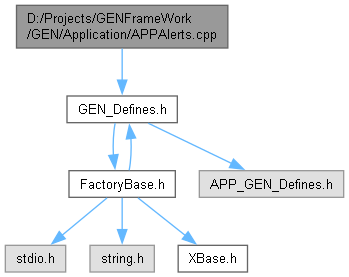 D:/Projects/GENFrameWork
/GEN/Application/APPAlerts.cpp
GEN_Defines.h
FactoryBase.h
APP_GEN_Defines.h
stdio.h
string.h
XBase.h